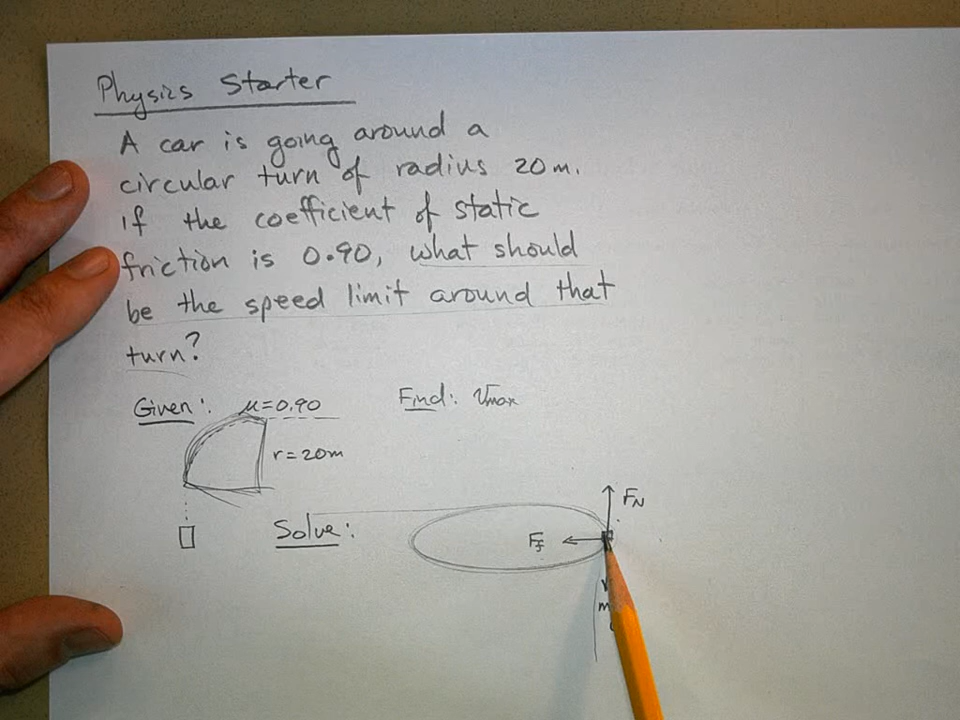 Physics Starter
A car is going around a
circular turn of radius 20 m.
if the coefficient of static
friction is 0.90, what should
be the speed limit around that
turn?
Given: μ=0.90 Find: Vmax
r=20m
Solve: Ff FN
m